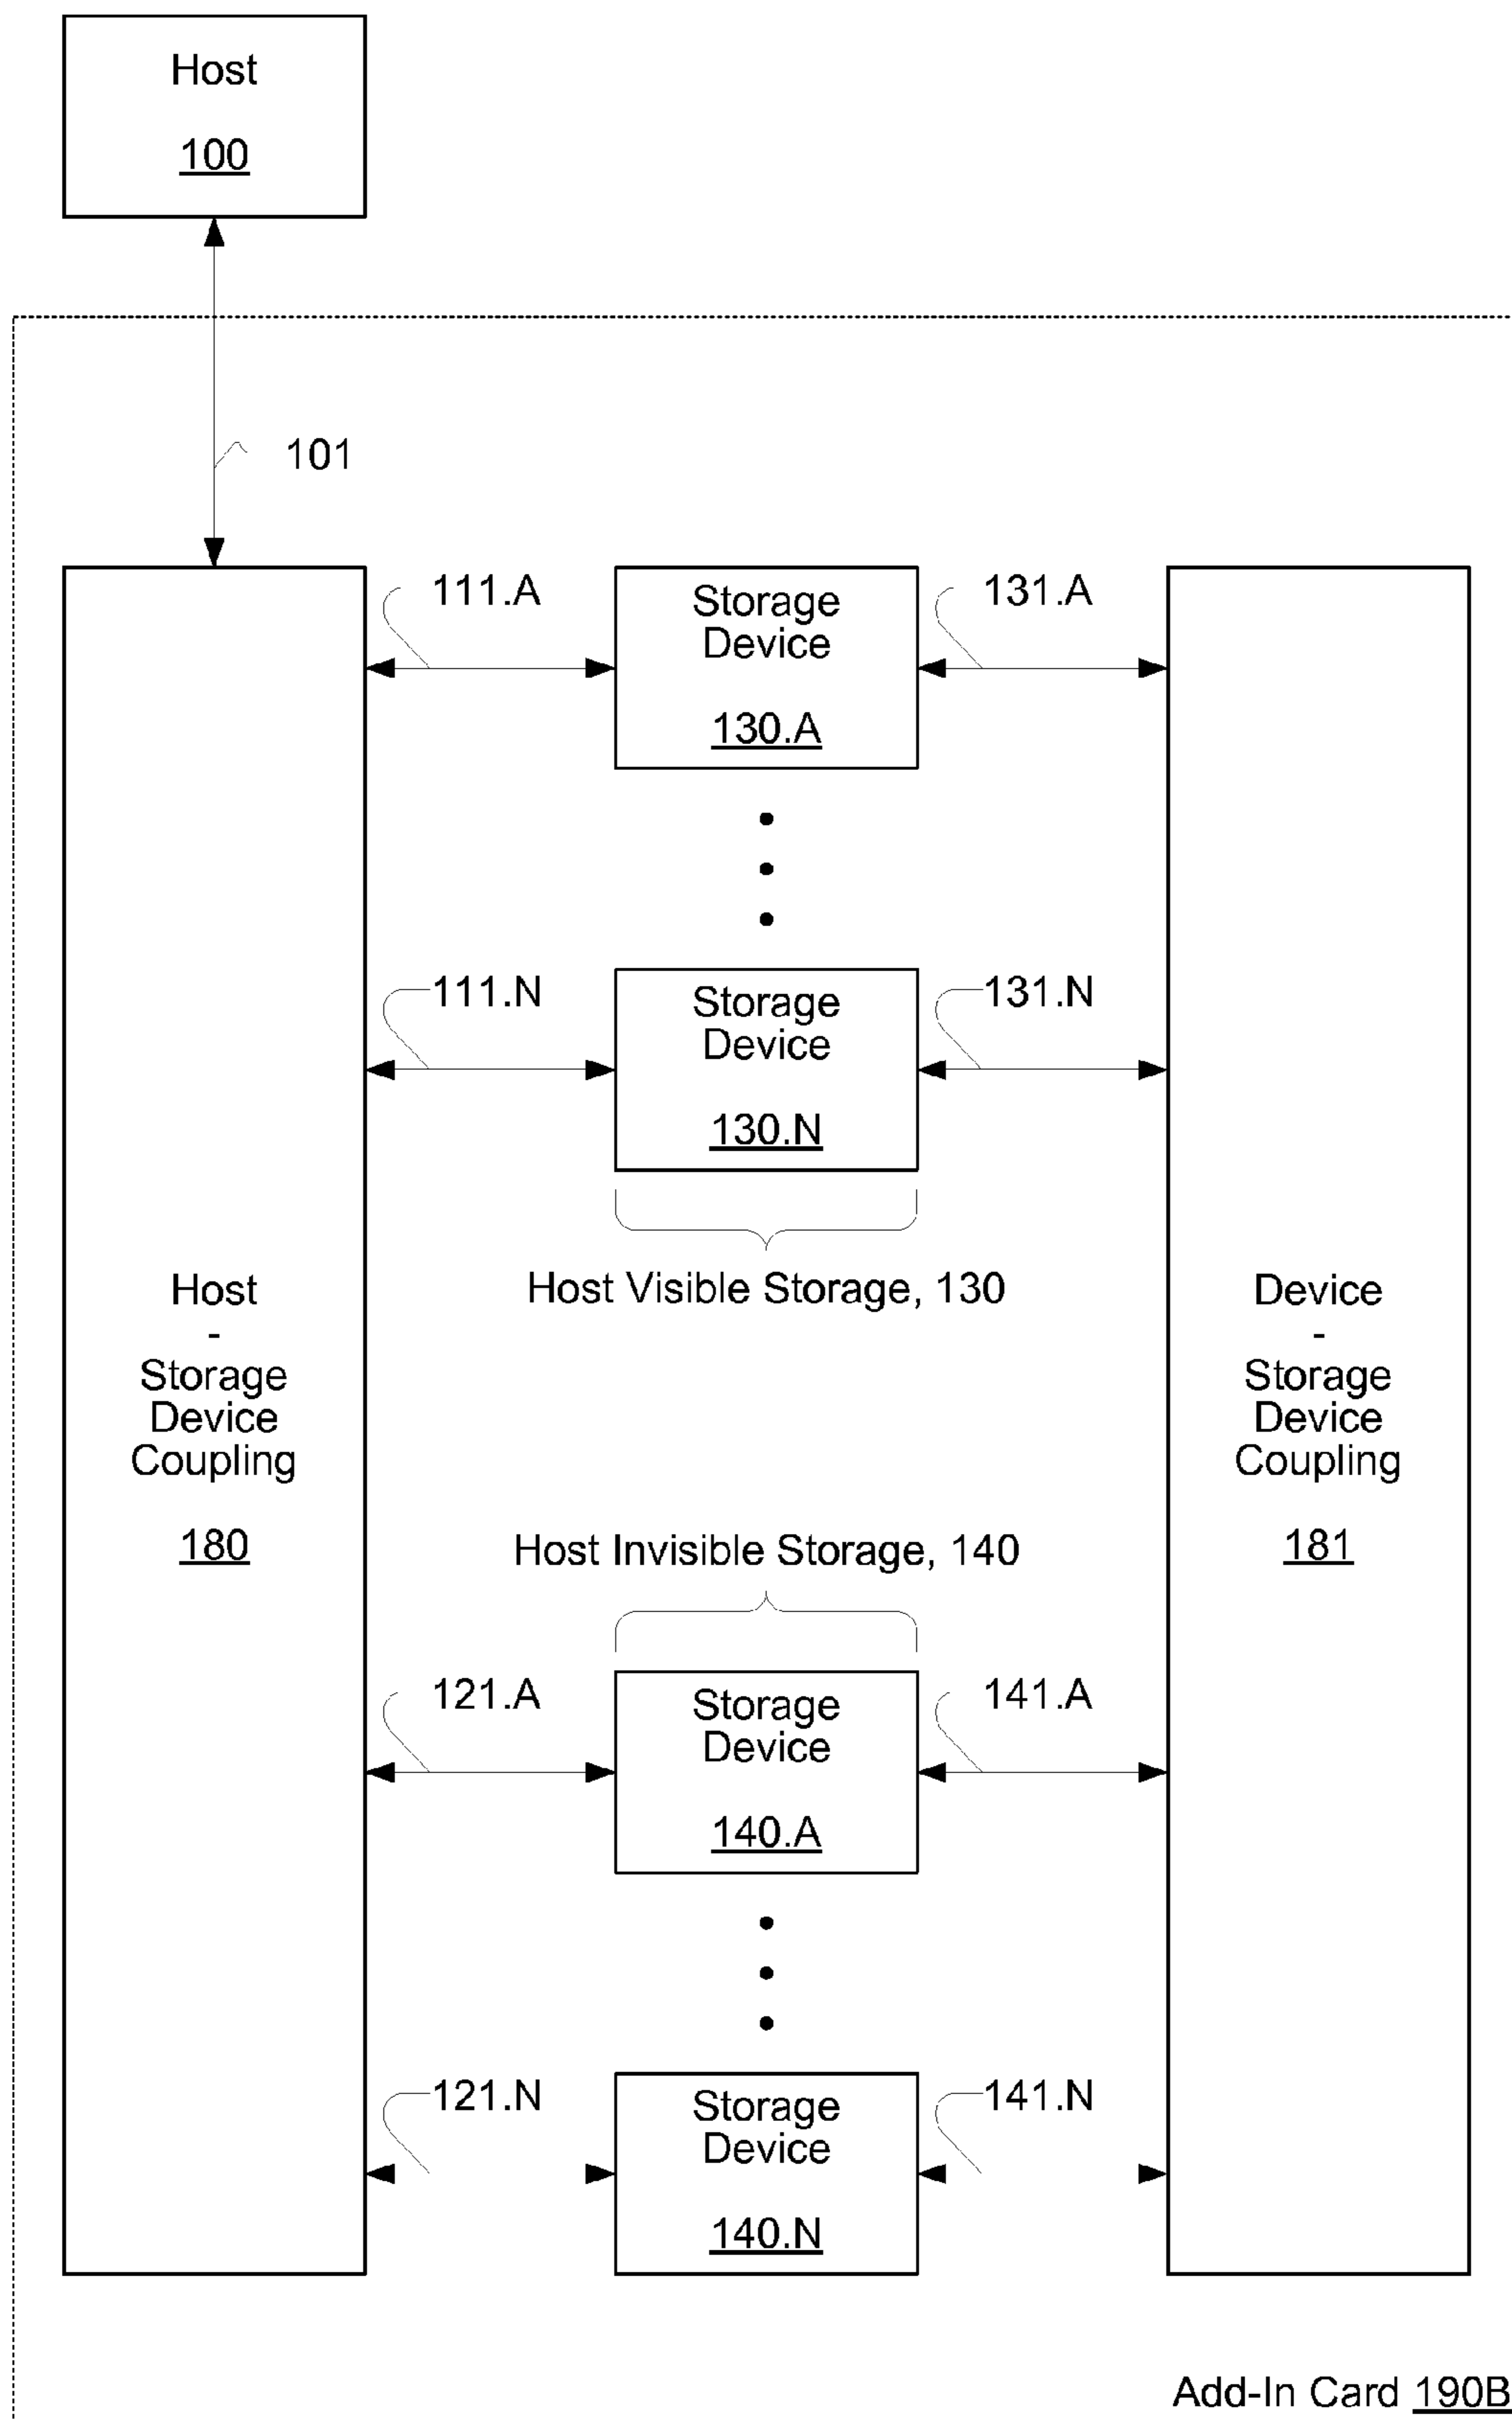 Host
100
101
111.A
Storage
Device
130.A
131.A
111.N
Storage
Device
130.N
131.N
Host Visible Storage, 130
Host
-
Storage
Device
Coupling
180
Device
-
Storage
Device
Coupling
181
Host Invisible Storage, 140
121.A
Storage
Device
140.A
141.A
121.N
Storage
Device
140.N
141.N
Add-In Card 190B